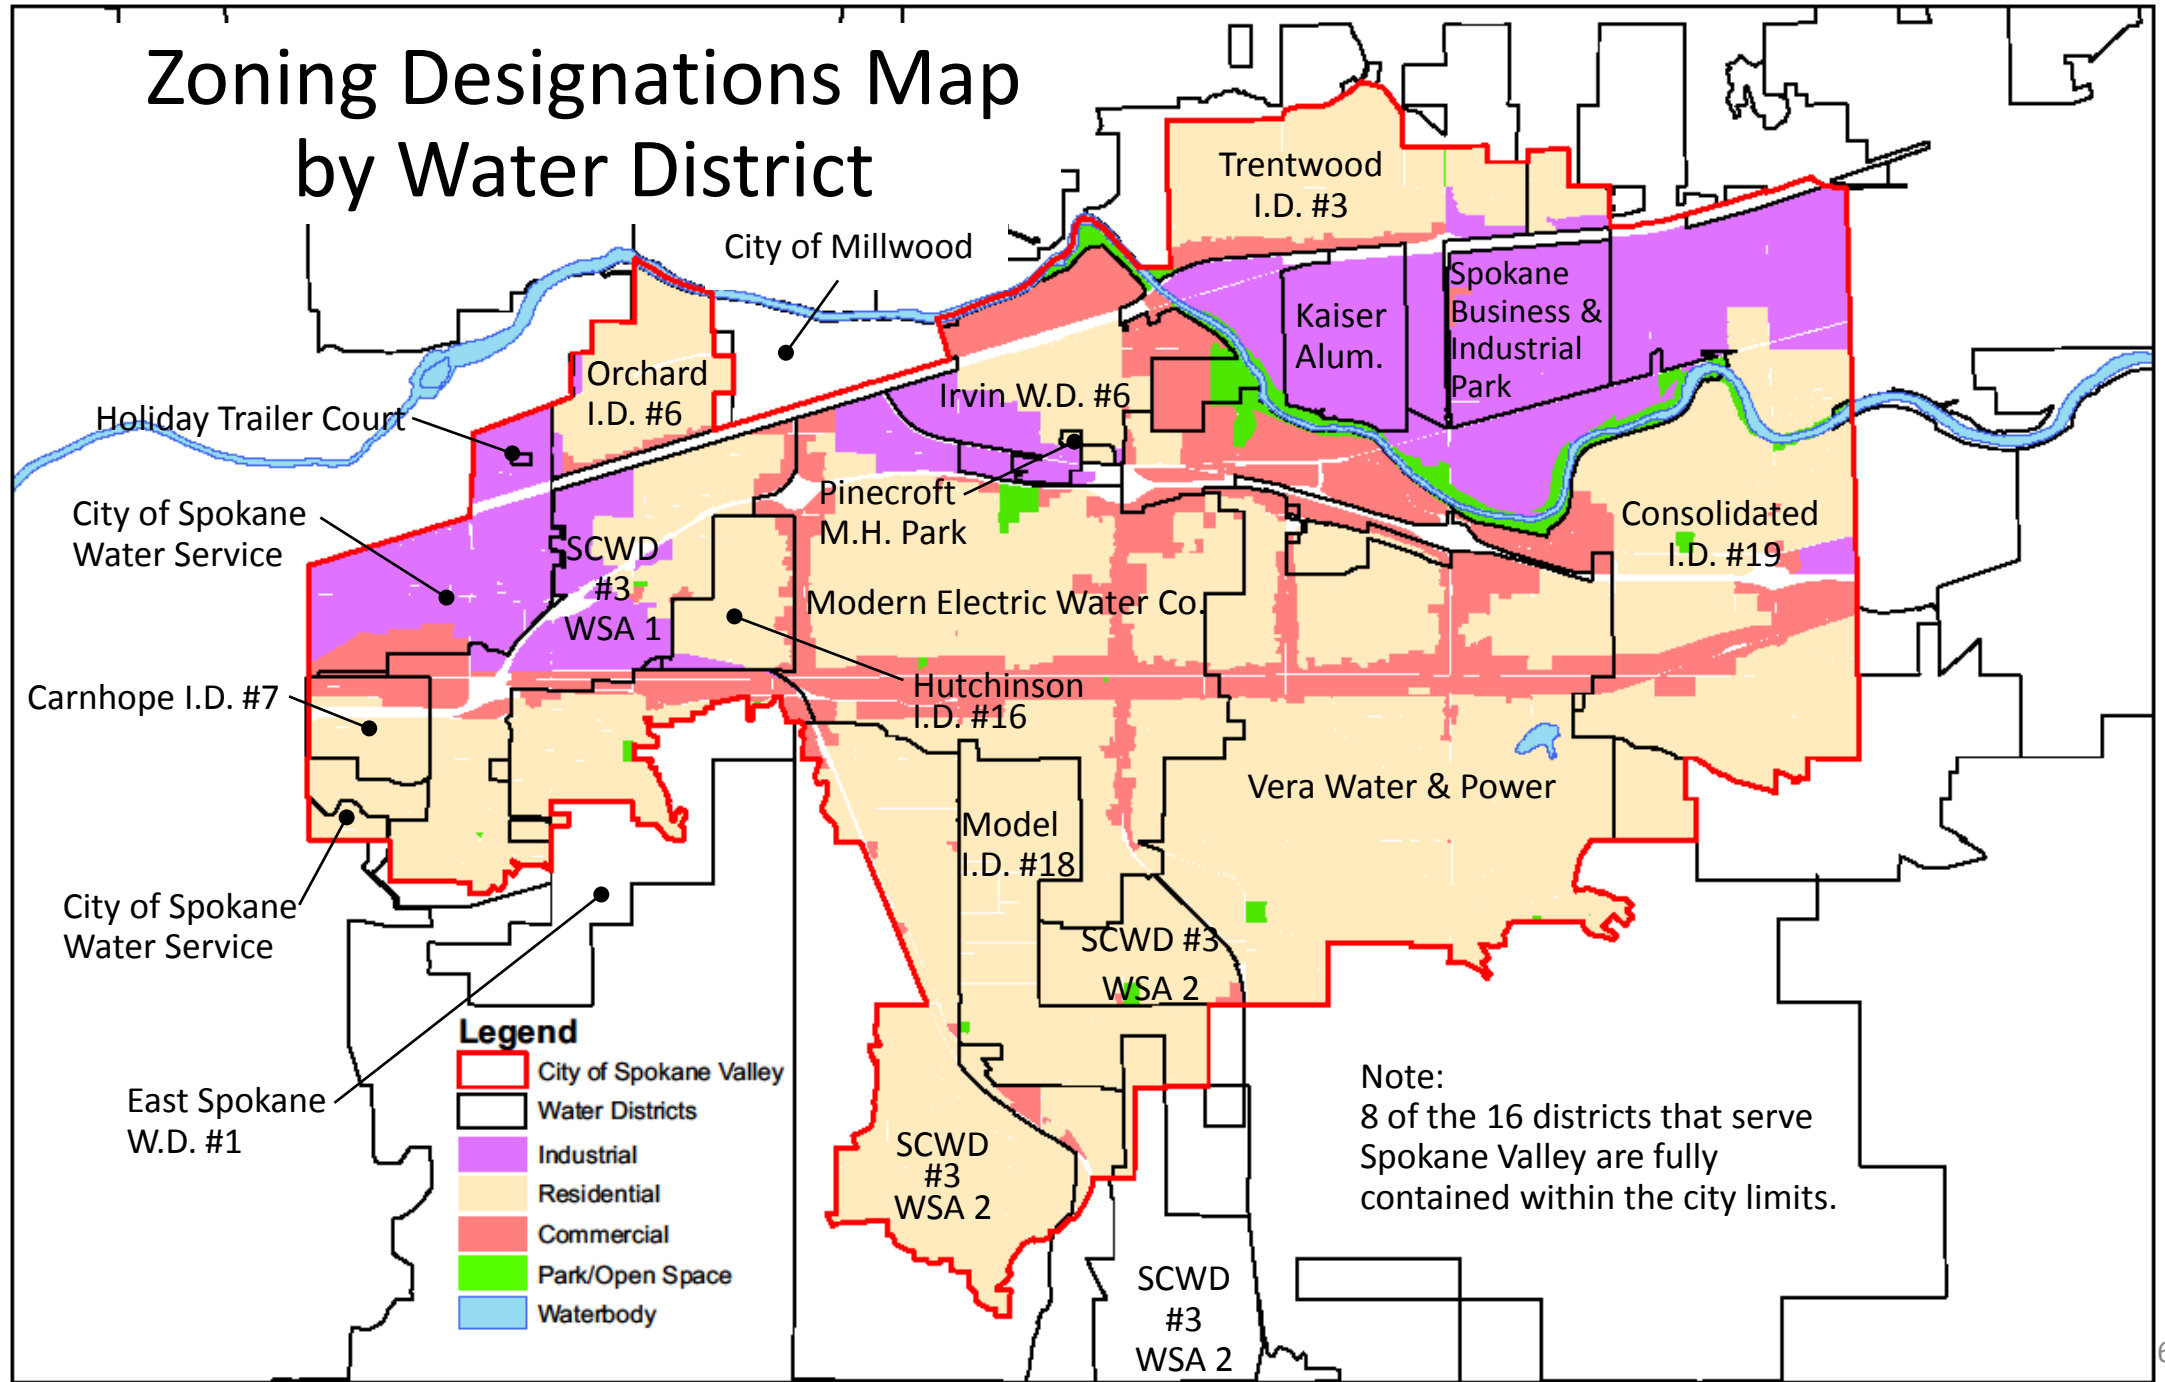 Zoning Designations Map
by Water District
Trentwood
I.D. #3
City of Millwood
Spokane
Business &
Industrial
Park
Kaiser
Alum.
Orchard
I.D. #6
Irvin W.D. #6
Holiday Trailer Court
Pinecroft
M.H. Park
City of Spokane
Water Service
Consolidated
I.D. #19
SCWD
#3
WSA 1
Modern Electric Water Co.
Carnhope I.D. #7
Hutchinson
I.D. #16
Vera Water & Power
Model
I.D. #18
City of Spokane
Water Service
SCWD #3
WSA 2
Legend
City of Spokane Valley
Water Districts
Industrial
Residential
Commercial
Park/Open Space
Waterbody
East Spokane
W.D. #1
SCWD
#3
WSA 2
Note:
8 of the 16 districts that serve
Spokane Valley are fully
contained within the city limits.
SCWD
#3
WSA 2
6